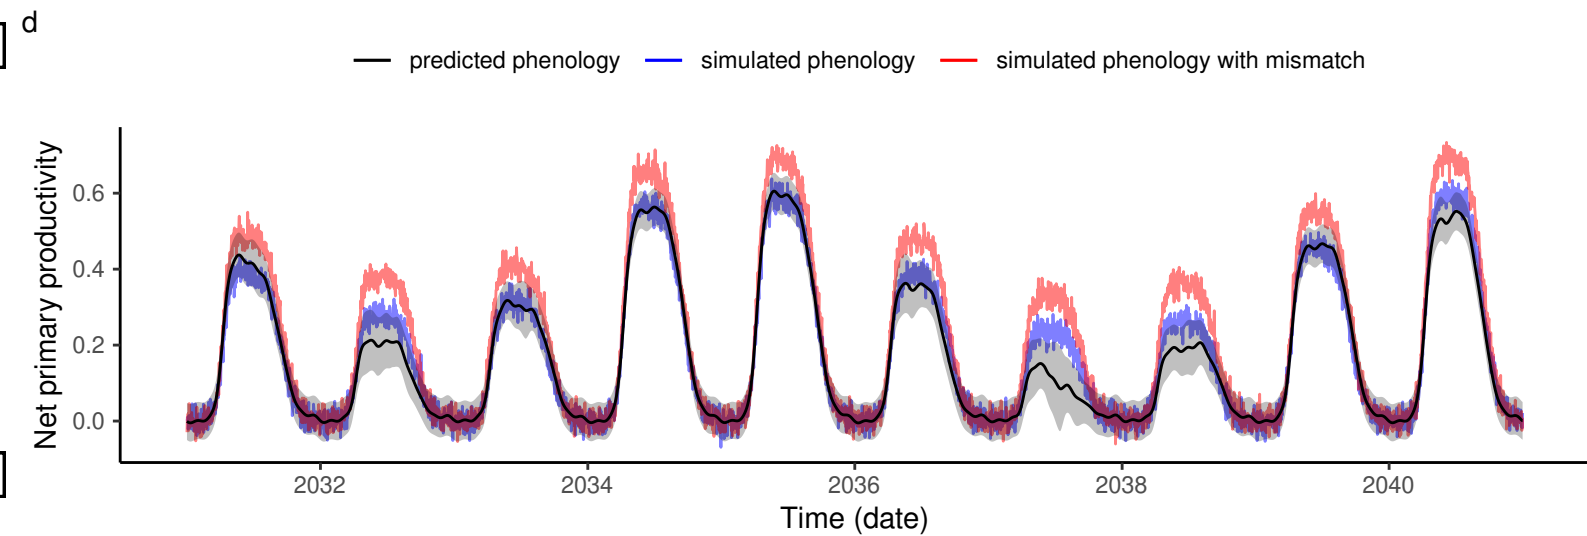 d
predicted phenology simulated phenology simulated phenology with mismatch
Net primary productivity
0.6
0.4
0.2
0.0
2032 2034 2036 2038 2040
Time (date)